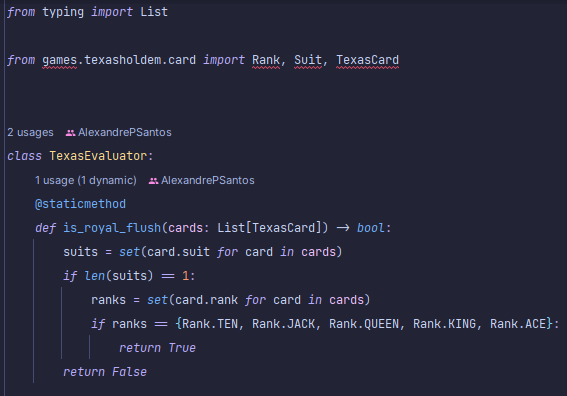 from typing import List
from games.texasholdem.card import Rank, Suit, TexasCard
2 usages AlexandrePSantos
class TexasEvaluator:
1 usage (1 dynamic) AlexandrePSantos
@staticmethod
def is_royal_flush(cards: List[TexasCard]) -> bool:
suits = set(card.suit for card in cards)
if len(suits) == 1:
ranks = set(card.rank for card in cards)
if ranks == {Rank.TEN, Rank.JACK, Rank.QUEEN, Rank.KING, Rank.ACE}:
return True
return False